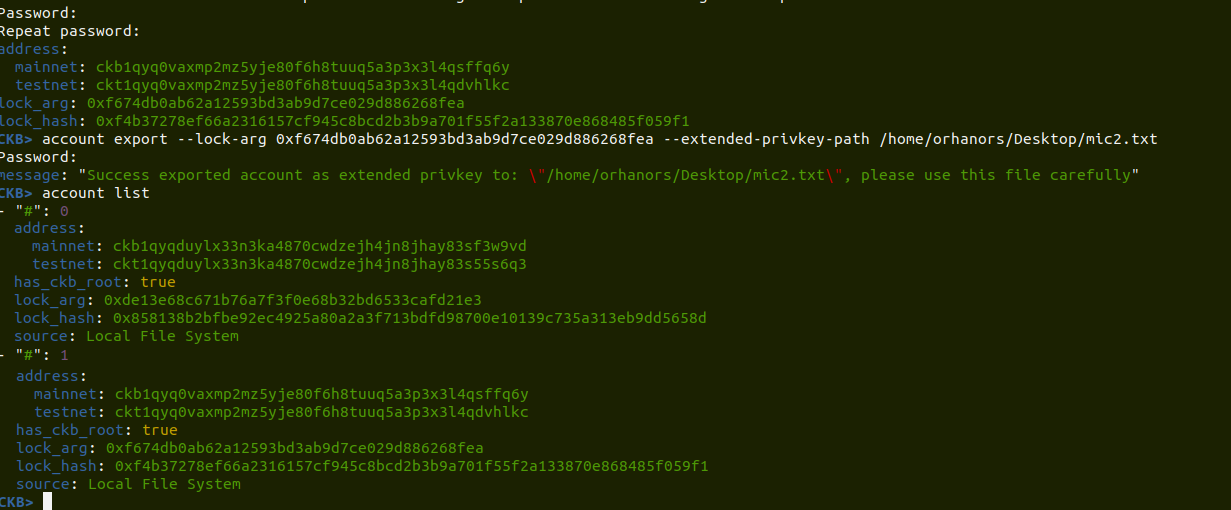 Password:
Repeat password:
address:
mainnet: ckb1qyq0vaxmp2mz5yje80f6h8tuuq5a3p3x3l4qsffq6y
testnet: ckt1qyq0vaxmp2mz5yje80f6h8tuuq5a3p3x3l4qdvhlkc
lock_arg: 0xf674db0ab62a12593bd3ab9d7ce029d886268fea
lock_hash: 0xf4b37278ef66a2316157cf945c8bcd2b3b9a701f55f2a133870e868485f059f1
CKB> account export --lock-arg 0xf674db0ab62a12593bd3ab9d7ce029d886268fea --extended-privkey-path /home/orhanors/Desktop/mic2.txt
Password:
message: "Success exported account as extended privkey to: \"/home/orhanors/Desktop/mic2.txt\", please use this file carefully"
CKB> account list
- "#": 0
address:
mainnet: ckb1qyqduylx33n3ka4870cwdzejh4jn8jhay83sf3w9vd
testnet: ckt1qyqduylx33n3ka4870cwdzejh4jn8jhay83s55s6q3
has_ckb_root: true
lock_arg: 0xde13e68c671b76a7f3f0e68b32bd6533cafd21e3
lock_hash: 0x858138b2bfbe92ec4925a80a2a3f713bdfd98700e10139c735a313eb9dd5658d
source: Local File System
- "#": 1
address:
mainnet: ckb1qyq0vaxmp2mz5yje80f6h8tuuq5a3p3x3l4qsffq6y
testnet: ckt1qyq0vaxmp2mz5yje80f6h8tuuq5a3p3x3l4qdvhlkc
has_ckb_root: true
lock_arg: 0xf674db0ab62a12593bd3ab9d7ce029d886268fea
lock_hash: 0xf4b37278ef66a2316157cf945c8bcd2b3b9a701f55f2a133870e868485f059f1
source: Local File System
CKB>